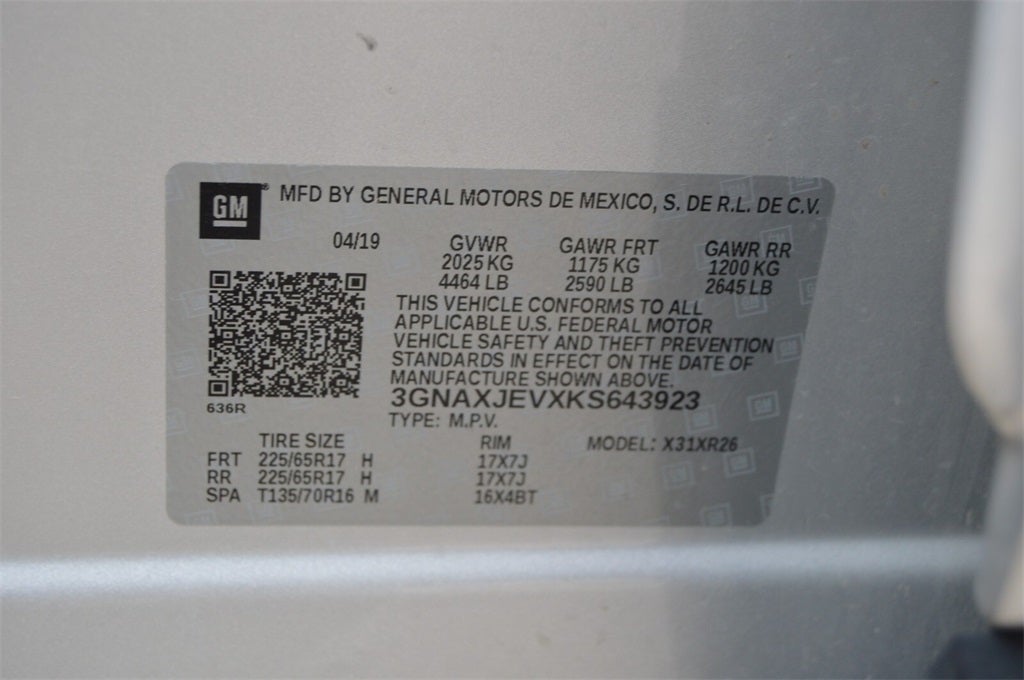 GM® MFD BY GENERAL MOTORS DE MEXICO, S. DE R.L. DE C.V.
04/19 GVWR GAWR FRT GAWR RR
2025 KG 1175 KG 1200 KG
4464 LB 2590 LB 2645 LB
THIS VEHICLE CONFORMS TO ALL
APPLICABLE U.S. FEDERAL MOTOR
VEHICLE SAFETY AND THEFT PREVENTION
STANDARDS IN EFFECT ON THE DATE OF
MANUFACTURE SHOWN ABOVE.
3GNAXJEVXKS643923
636R
TYPE: M.P.V.
TIRE SIZE RIM MODEL: X31XR26
FRT 225/65R17 H 17X7J
RR 225/65R17 H 17X7J
SPA T135/70R16 M 16X4BT